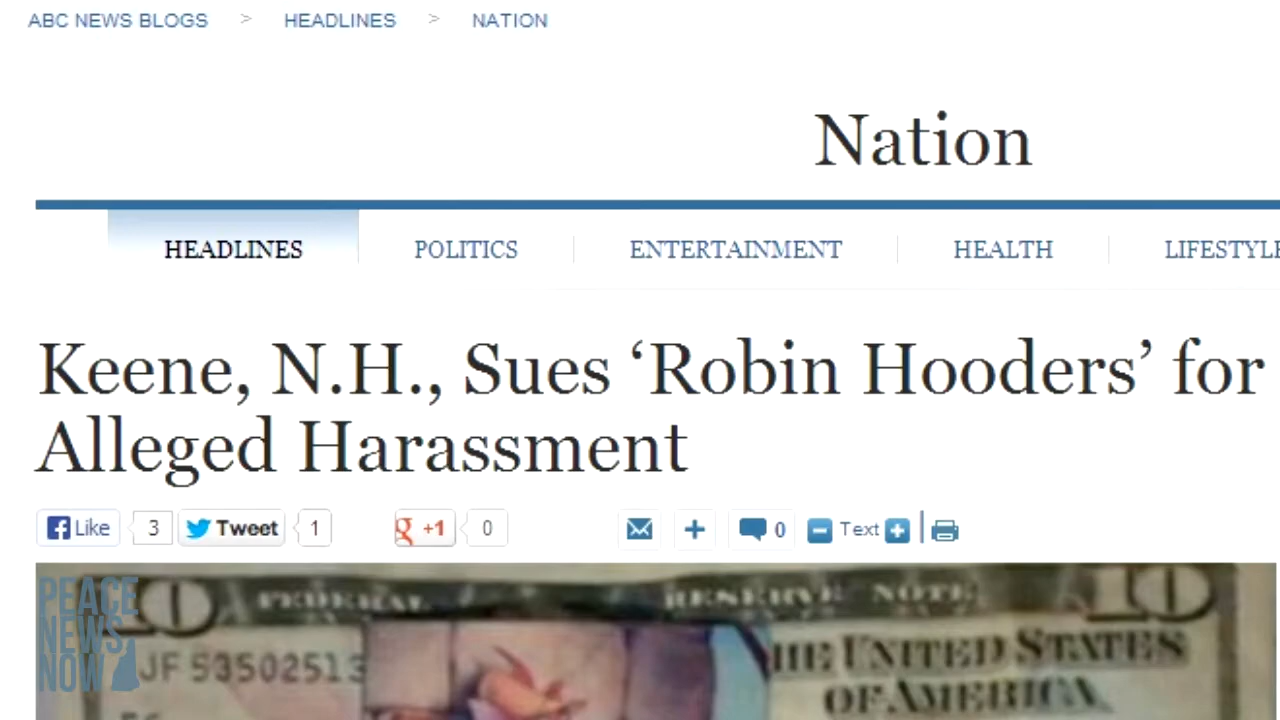 ABC NEWS BLOGS > HEADLINES > NATION
Nation
HEADLINES POLITICS ENTERTAINMENT HEALTH LIFESTYLE
Keene, N.H., Sues ‘Robin Hooders’ for
Alleged Harassment
Like 3 Tweet 1 +1 0 0 Text
10 FEDERAL RESERVE NOTE 10
PEACE
NEWS
NOW
JF 53502513
THE UNITED STATES
OF AMERICA